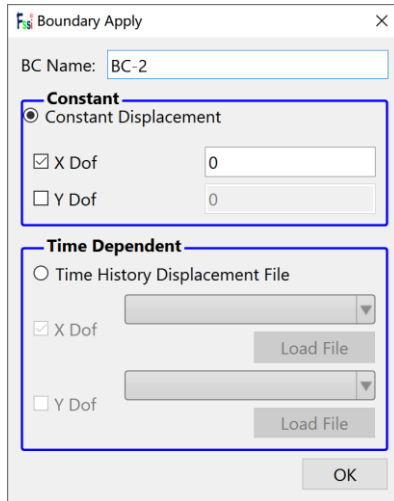 Fssi Boundary Apply
BC Name: BC-2
Constant
Constant Displacement
X Dof 0
Y Dof 0
Time Dependent
Time History Displacement File
X Dof
Load File
Y Dof
Load File
OK